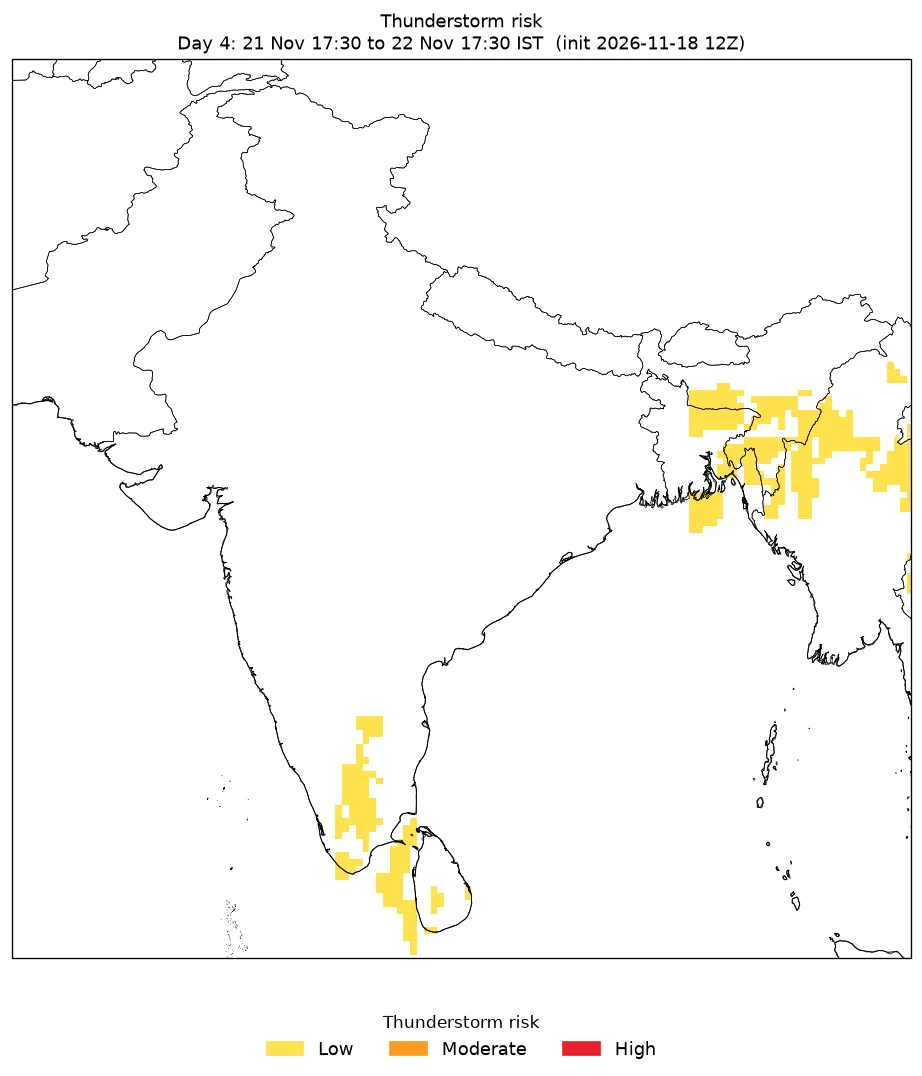 Thunderstorm risk
Day 4: 21 Nov 17:30 to 22 Nov 17:30 IST  (init 2026-11-18 12Z)
Thunderstorm risk
Low
Moderate
High